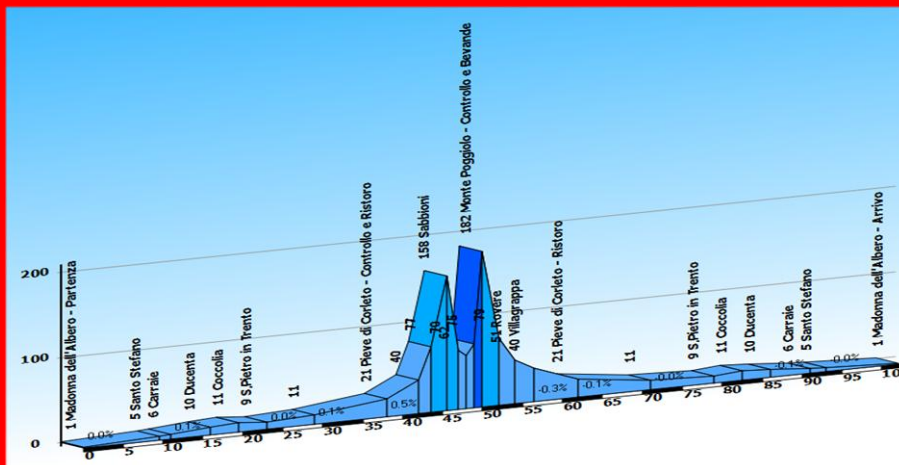 200
100
0
1 Madonna dell'Albero - Partenza
5 Santo Stefano
6 Carraie
10 Ducenta
11 Coccolia
9 S.Pietro in Trento
11
21 Pieve di Corleto - Controllo e Ristoro
40
77
158 Sabbioni
70
62
75
182 Monte Poggiolo - Controllo e Bevande
79
51 Rovere
40 Villagrappa
21 Pieve di Corleto - Ristoro
11
9 S.Pietro in Trento
11 Coccolia
10 Ducenta
6 Carraie
5 Santo Stefano
1 Madonna dell'Albero - Arrivo
0.0%
0.1%
0.0%
0.1%
0.5%
-0.3%
-0.1%
-0.0%
-0.1%
-0.0%
0 5 10 15 20 25 30 35 40 45 50 55 60 65 70 75 80 85 90 95